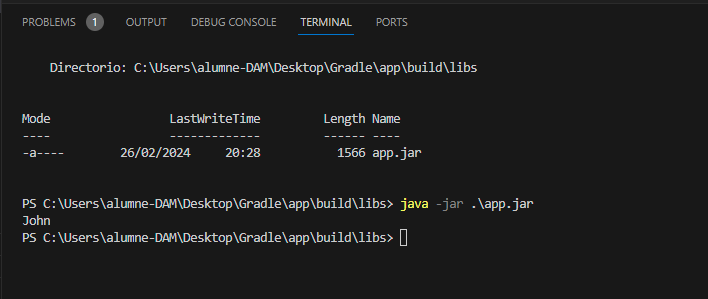 PROBLEMS 1 OUTPUT DEBUG CONSOLE TERMINAL PORTS
Directorio: C:\Users\alumne-DAM\Desktop\Gradle\app\build\libs
Mode LastWriteTime Length Name
---- ------------- ------ ----
-a---- 26/02/2024 20:28 1566 app.jar
PS C:\Users\alumne-DAM\Desktop\Gradle\app\build\libs> java -jar .\app.jar
John
PS C:\Users\alumne-DAM\Desktop\Gradle\app\build\libs>